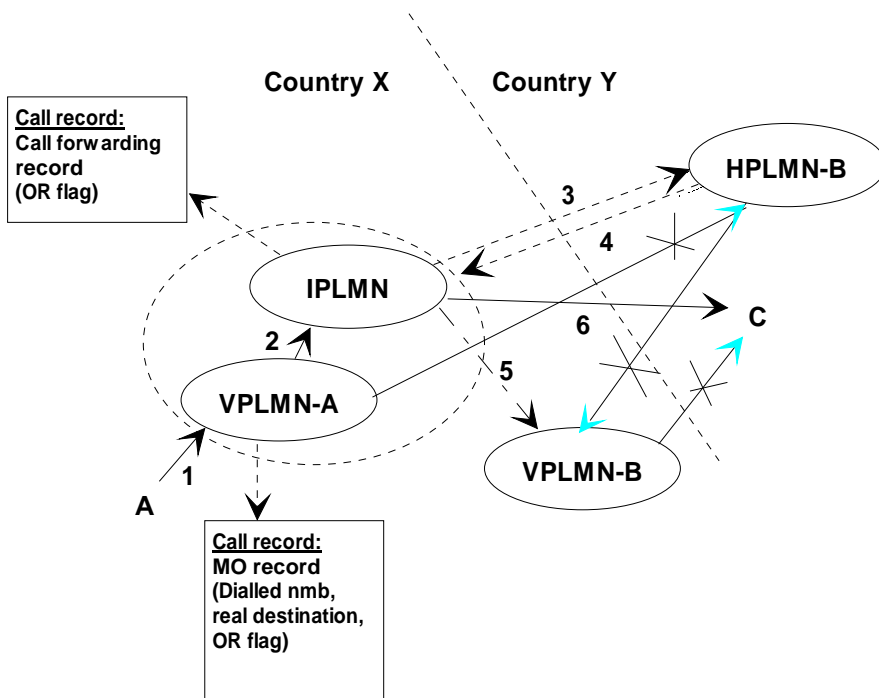 Country X
Country Y
Call record:
Call forwarding
record
(OR flag)
HPLMN-B
3
4
IPLMN
C
6
2
5
VPLMN-A
VPLMN-B
1
A
Call record:
MO record
(Dialled nmb,
real destination,
OR flag)